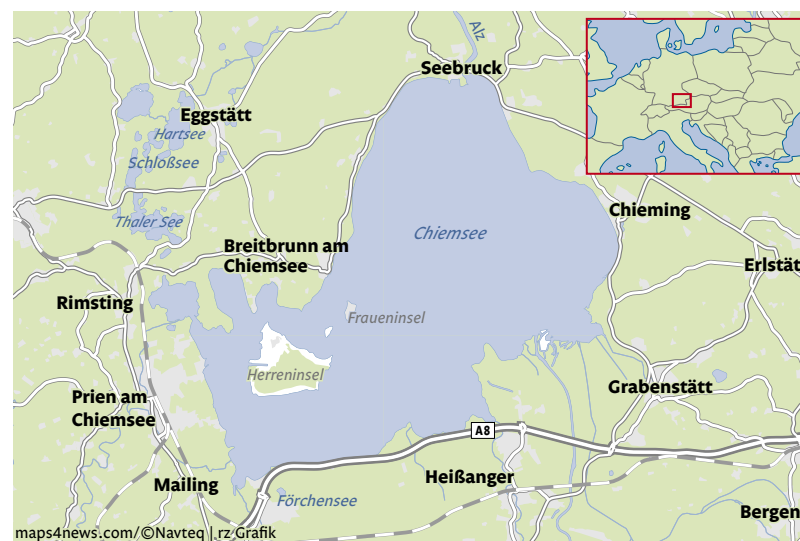 Alz
Seebruck
Eggstätt
Hartsee
Schloßsee
Thaler See
Chieming
Chiemsee
Breitbrunn am
Chiemsee
Erlstät
Rimsting
Fraueninsel
Herreninsel
Grabenstätt
Prien am
Chiemsee
A8
Heißanger
Mailing
Förchensee
Bergen
maps4news.com/©Navteq | rz Grafik